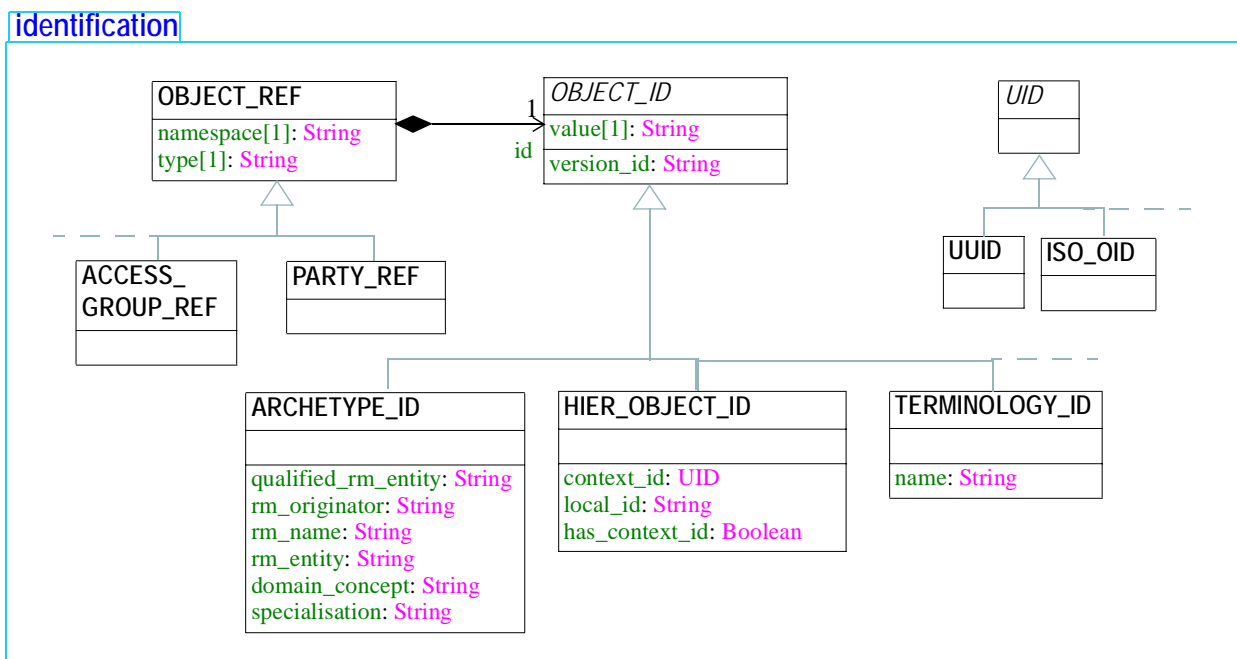 identification
OBJECT_REF
namespace[1]: String
type[1]: String
1
id
OBJECT_ID
value[1]: String
version_id: String
UID
ACCESS_
GROUP_REF
PARTY_REF
UUID
ISO_OID
ARCHETYPE_ID
qualified_rm_entity: String
rm_originator: String
rm_name: String
rm_entity: String
domain_concept: String
specialisation: String
HIER_OBJECT_ID
context_id: UID
local_id: String
has_context_id: Boolean
TERMINOLOGY_ID
name: String